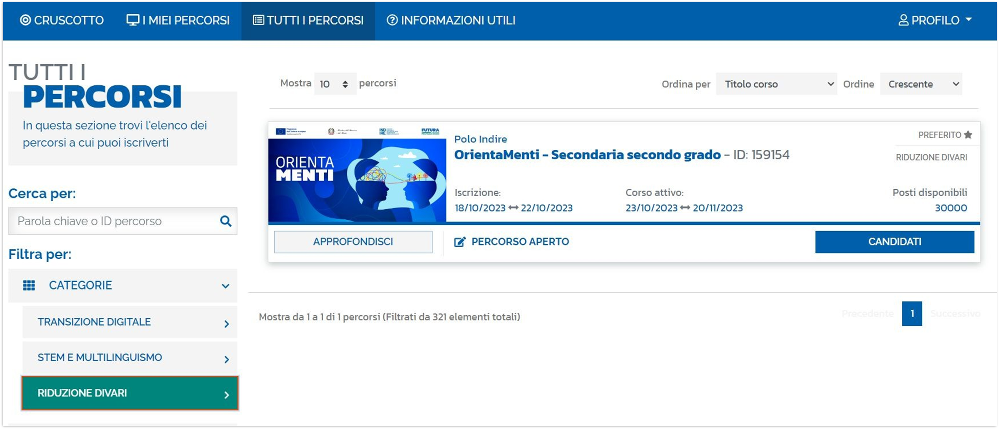 CRUSCOTTO
I MIEI PERCORSI
TUTTI I PERCORSI
INFORMAZIONI UTILI
PROFILO
TUTTI I
PERCORSI
In questa sezione trovi l'elenco dei
percorsi a cui puoi iscriverti
Cerca per:
Parola chiave o ID percorso
Filtra per:
CATEGORIE
TRANSIZIONE DIGITALE
STEM E MULTILINGUISMO
RIDUZIONE DIVARI
Mostra 10 percorsi
Ordina per Titolo corso Ordine Crescente
IND
IRE
FUTURA
ORIENTA
MENTI
Polo Indire
OrientaMenti - Secondaria secondo grado - ID: 159154
PREFERITO
RIDUZIONE DIVARI
Iscrizione:
18/10/2023 22/10/2023
Corso attivo:
23/10/2023 20/11/2023
Posti disponibili
30000
APPROFONDISCI
PERCORSO APERTO
CANDIDATI
Mostra da 1 a 1 di 1 percorsi (Filtrati da 321 elementi totali)
Precedente 1 Successivo